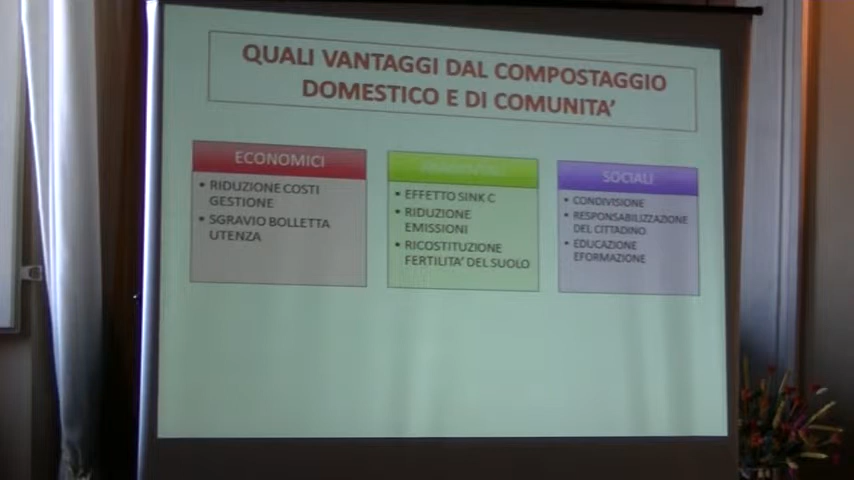 QUALI VANTAGGI DAL COMPOSTAGGIO
DOMESTICO E DI COMUNITA'
ECONOMICI
• RIDUZIONE COSTI
GESTIONE
• SGRAVIO BOLLETTA
UTENZA
• EFFETTO SINK C
• RIDUZIONE
EMISSIONI
• RICOSTITUZIONE
FERTILITA' DEL SUOLO
SOCIALI
• CONDIVISIONE
• RESPONSABILIZZAZIONE
DEL CITTADINO
• EDUCAZIONE
EFORMAZIONE